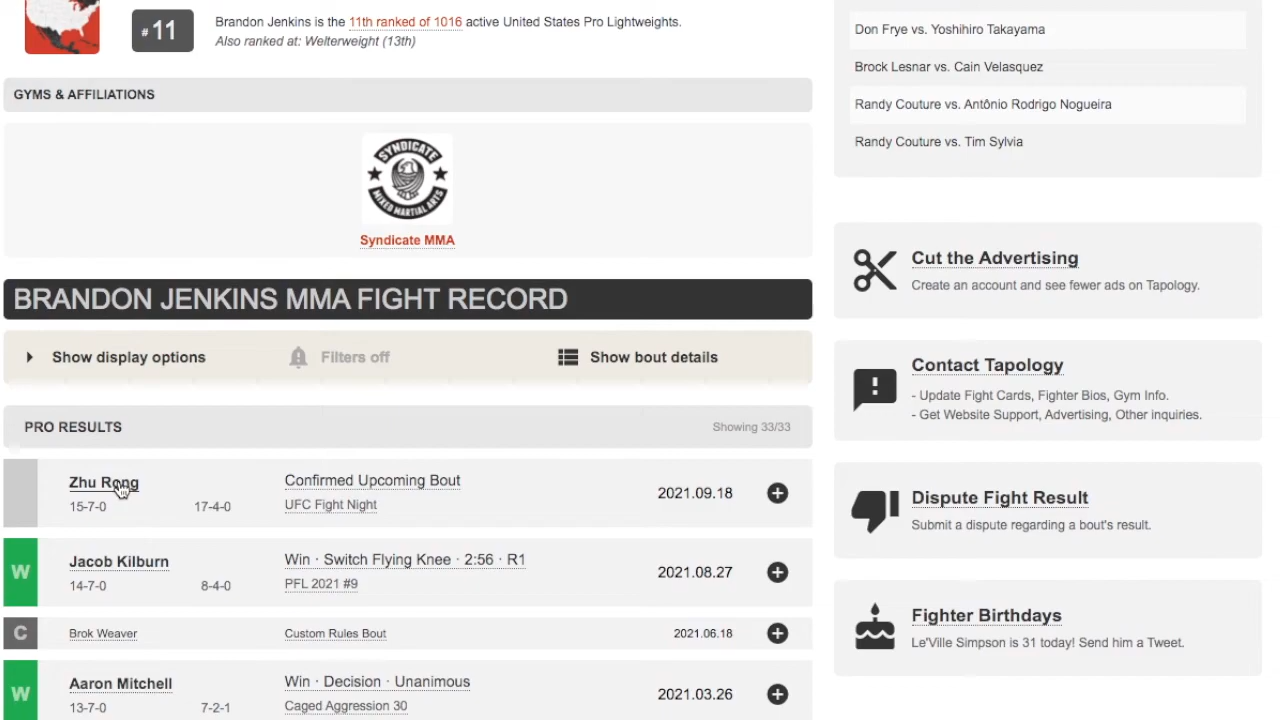 #11
Brandon Jenkins is the 11th ranked of 1016 active United States Pro Lightweights.
Also ranked at: Welterweight (13th)
GYMS & AFFILIATIONS
SYNDICATE
MIXED MARTIAL ARTS
Syndicate MMA
BRANDON JENKINS MMA FIGHT RECORD
Show display options
Filters off
Show bout details
PRO RESULTS
Showing 33/33
Zhu Rong
Confirmed Upcoming Bout
2021.09.18
15-7-0
17-4-0
UFC Fight Night
W
Jacob Kilburn
Win · Switch Flying Knee · 2:56 · R1
2021.08.27
14-7-0
8-4-0
PFL 2021 #9
C
Brok Weaver
Custom Rules Bout
2021.06.18
W
Aaron Mitchell
Win · Decision · Unanimous
2021.03.26
13-7-0
7-2-1
Caged Aggression 30
Don Frye vs. Yoshihiro Takayama
Brock Lesnar vs. Cain Velasquez
Randy Couture vs. Antônio Rodrigo Nogueira
Randy Couture vs. Tim Sylvia
Cut the Advertising
Create an account and see fewer ads on Tapology.
Contact Tapology
- Update Fight Cards, Fighter Bios, Gym Info.
- Get Website Support, Advertising, Other inquiries.
Dispute Fight Result
Submit a dispute regarding a bout's result.
Fighter Birthdays
Le'Ville Simpson is 31 today! Send him a Tweet.